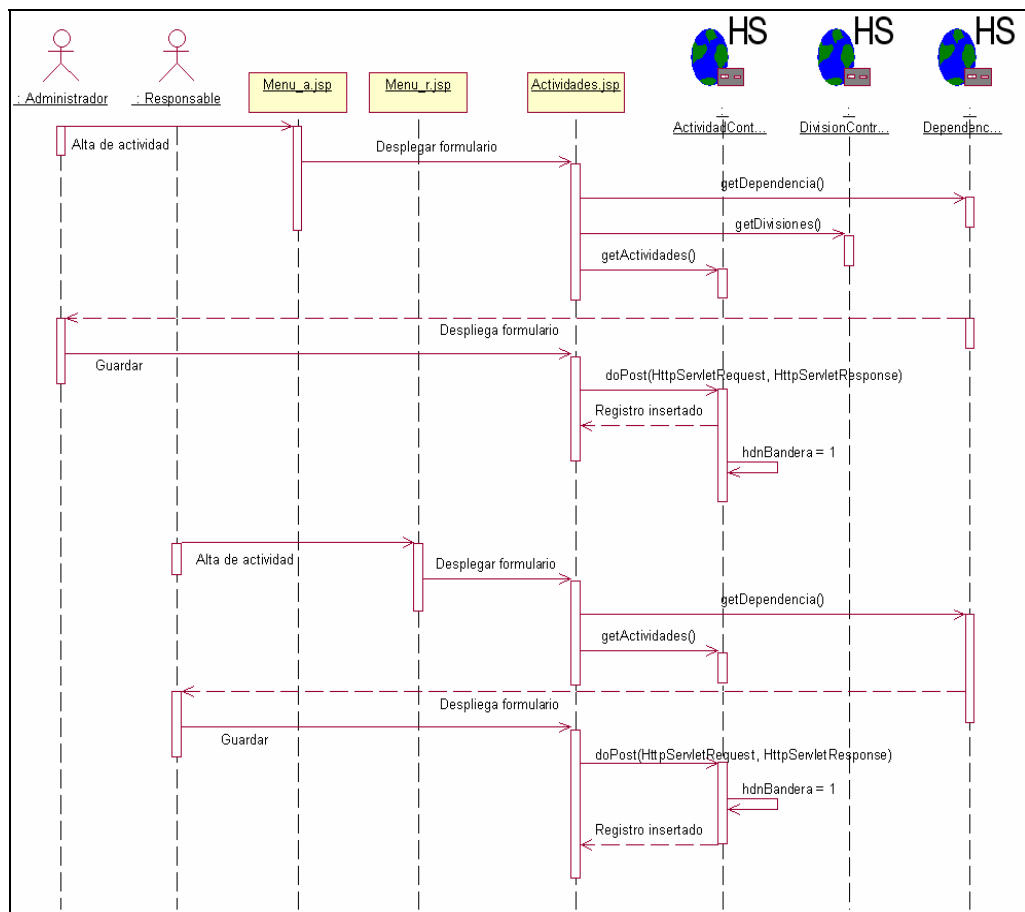 HS
HS
HS
: Administrador
: Responsable
Menu_a.jsp
Menu_r.jsp
Actividades.jsp
:
ActividadCont...
:
DivisionContr...
:
Dependenc...
Alta de actividad
Desplegar formulario
getDependencia()
getDivisiones()
getActividades()
Despliega formulario
Guardar
doPost(HttpServletRequest, HttpServletResponse)
Registro insertado
hdnBandera = 1
Alta de actividad
Desplegar formulario
getDependencia()
getActividades()
Despliega formulario
Guardar
doPost(HttpServletRequest, HttpServletResponse)
hdnBandera = 1
Registro insertado